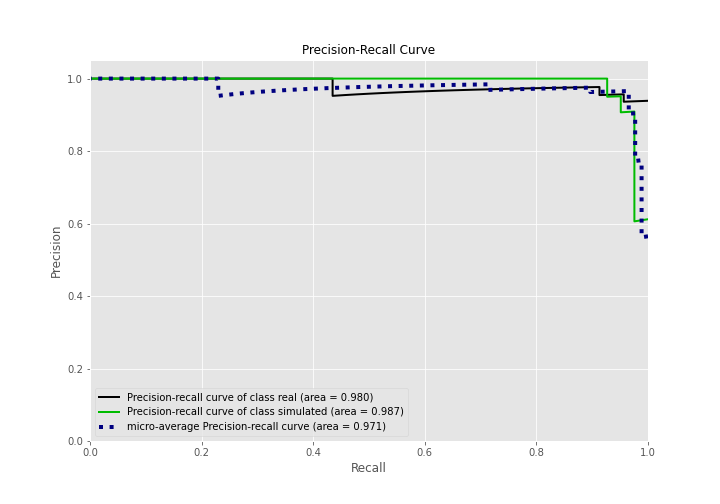 Precision-Recall Curve
1.0
0.8
0.6
0.4
0.2
0.0
Precision
Precision-recall curve of class real (area = 0.980)
Precision-recall curve of class simulated (area = 0.987)
micro-average Precision-recall curve (area = 0.971)
0.0 0.2 0.4 0.6 0.8 1.0
Recall